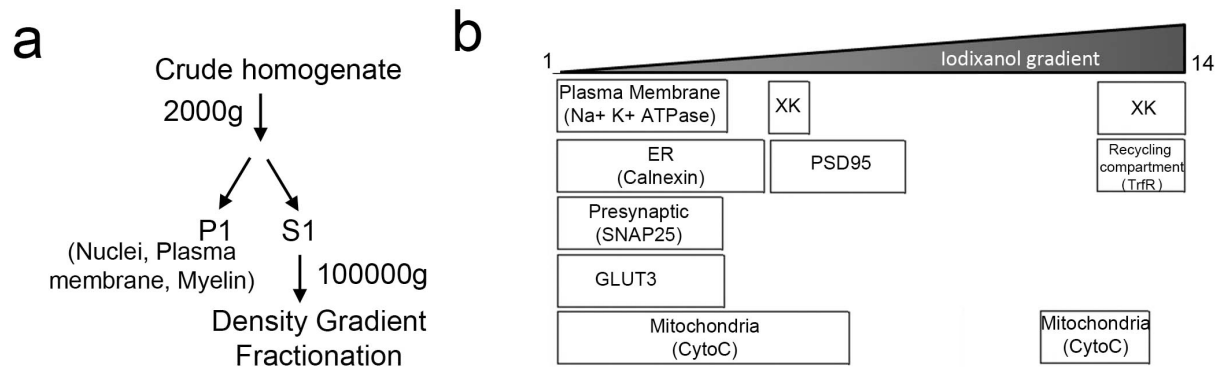 a
Crude homogenate
2000g
P1
S1
(Nuclei, Plasma
membrane, Myelin)
100000g
Density Gradient
Fractionation
b
1
Iodixanol gradient
14
Plasma Membrane
(Na+ K+ ATPase)
XK
XK
ER
(Calnexin)
PSD95
Recycling
compartment
(TrfR)
Presynaptic
(SNAP25)
GLUT3
Mitochondria
(CytoC)
Mitochondria
(CytoC)